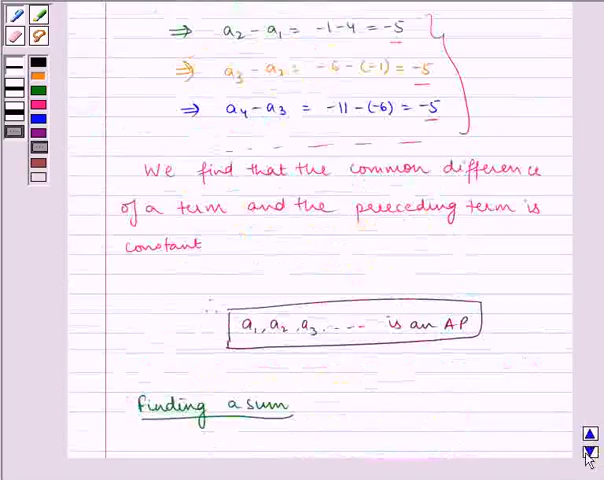 ⇒ a₂ - a₁ = -1-4 = -5
⇒ a₃ - a₂ = -6-(-1) = -5
⇒ a₄ - a₃ = -11-(-6) = -5
We find that the common difference
of a term and the preceding term is
constant
∴ a₁, a₂, a₃, .... is an AP
Finding a sum